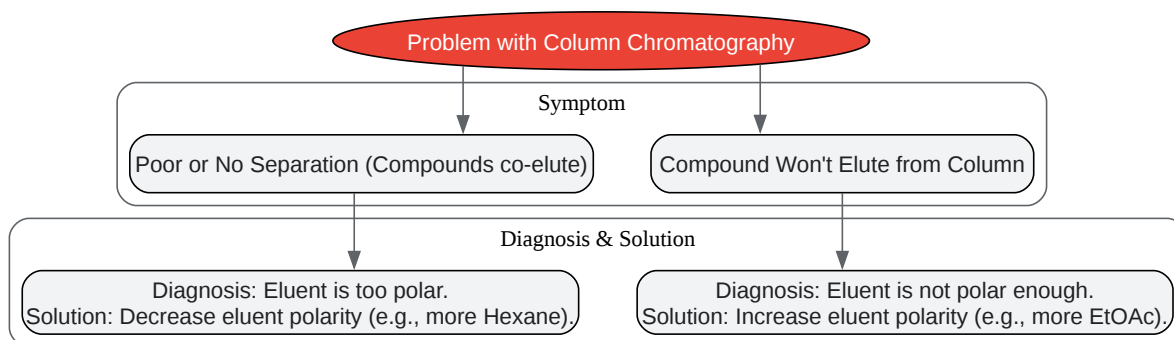 Problem with Column Chromatography
Symptom
Poor or No Separation (Compounds co-elute)
Compound Won't Elute from Column
Diagnosis & Solution
Diagnosis: Eluent is too polar.
Solution: Decrease eluent polarity (e.g., more Hexane).
Diagnosis: Eluent is not polar enough.
Solution: Increase eluent polarity (e.g., more EtOAc).